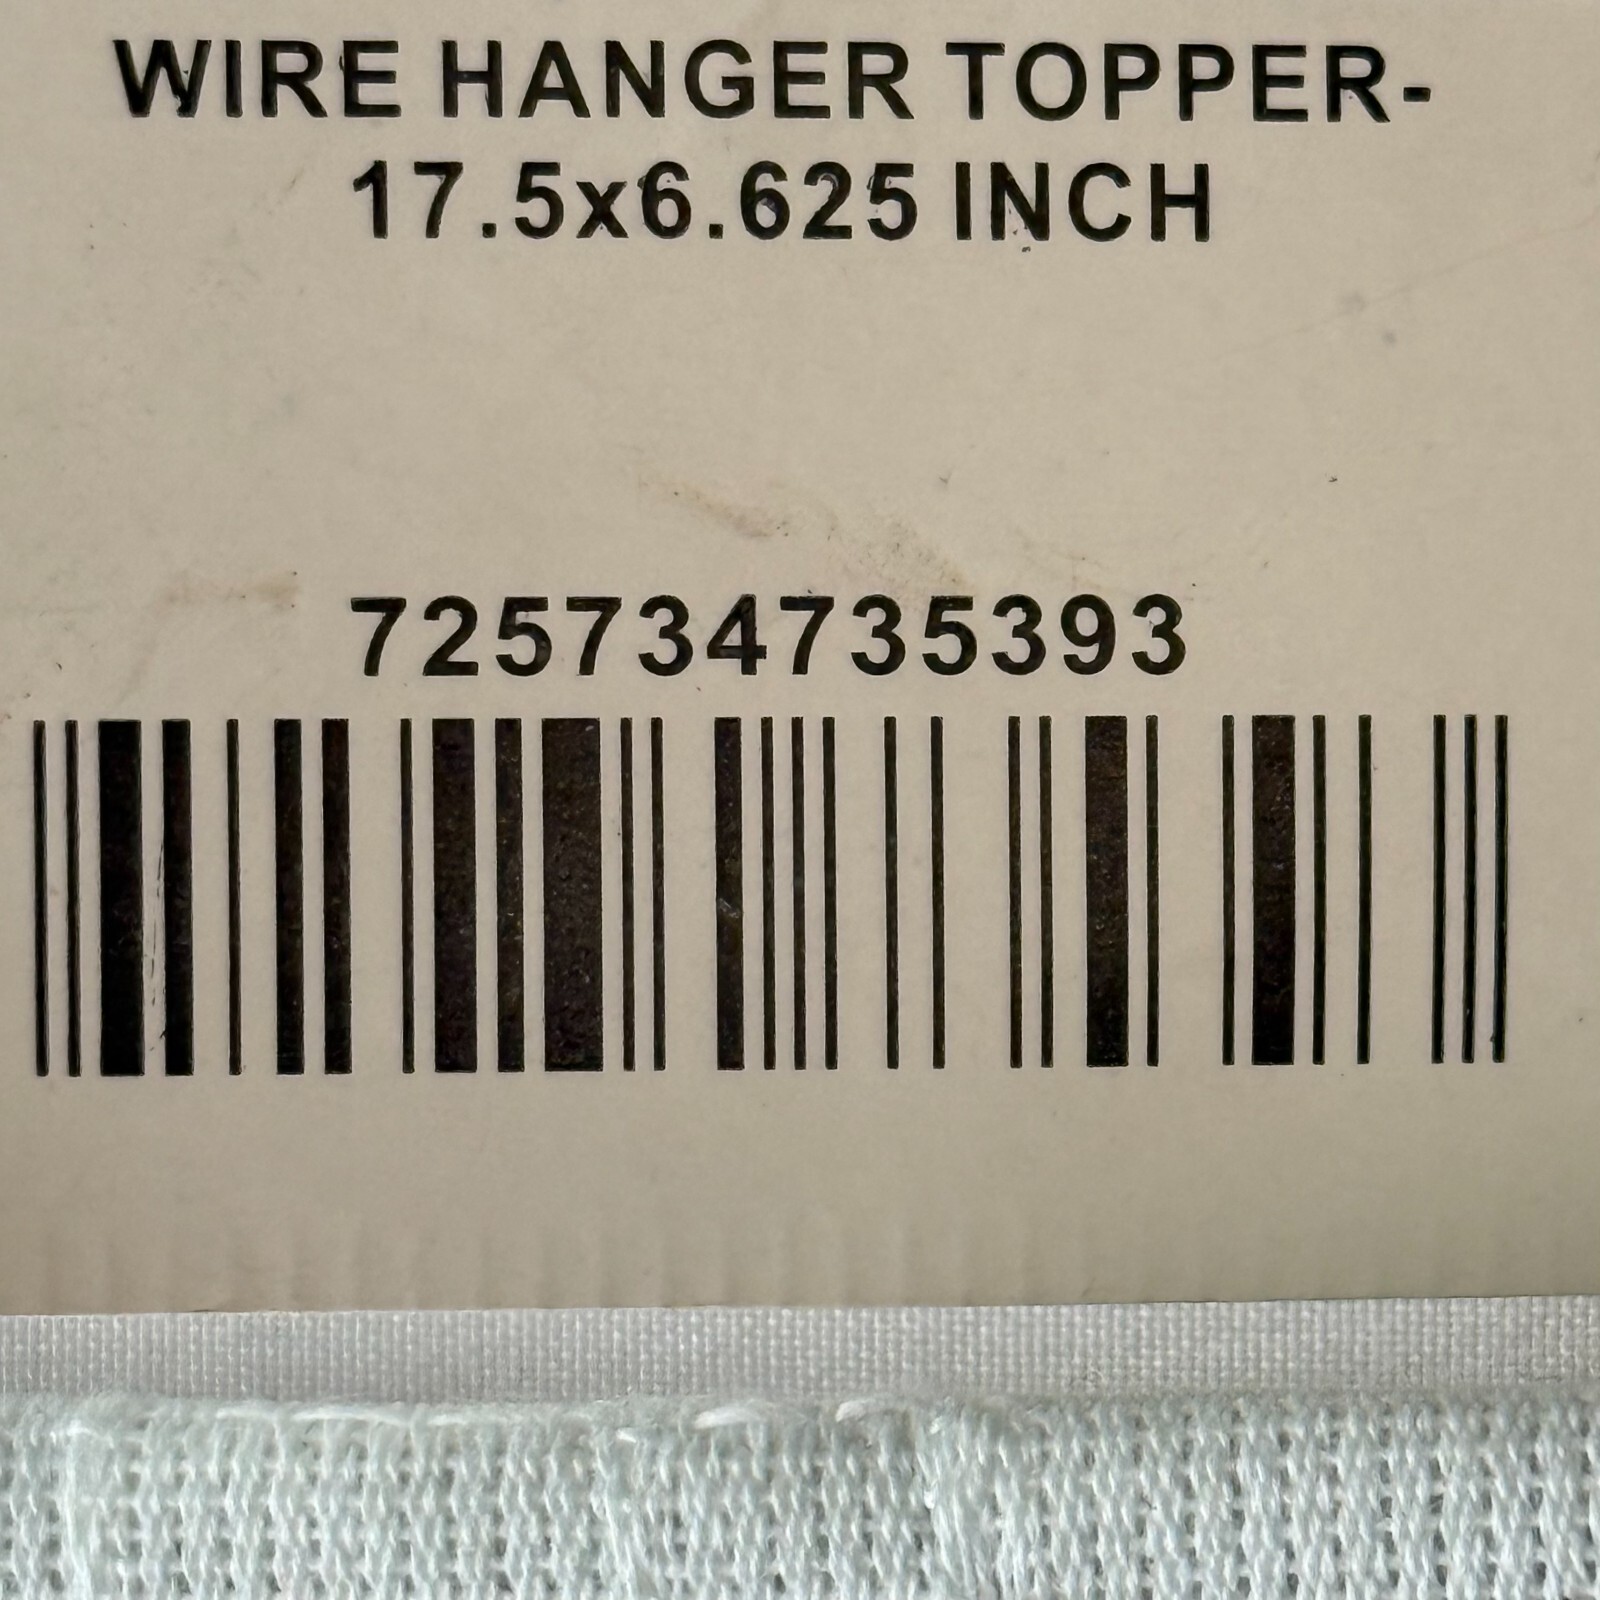 WIRE HANGER TOPPER-
17.5x6.625 INCH
725734735393